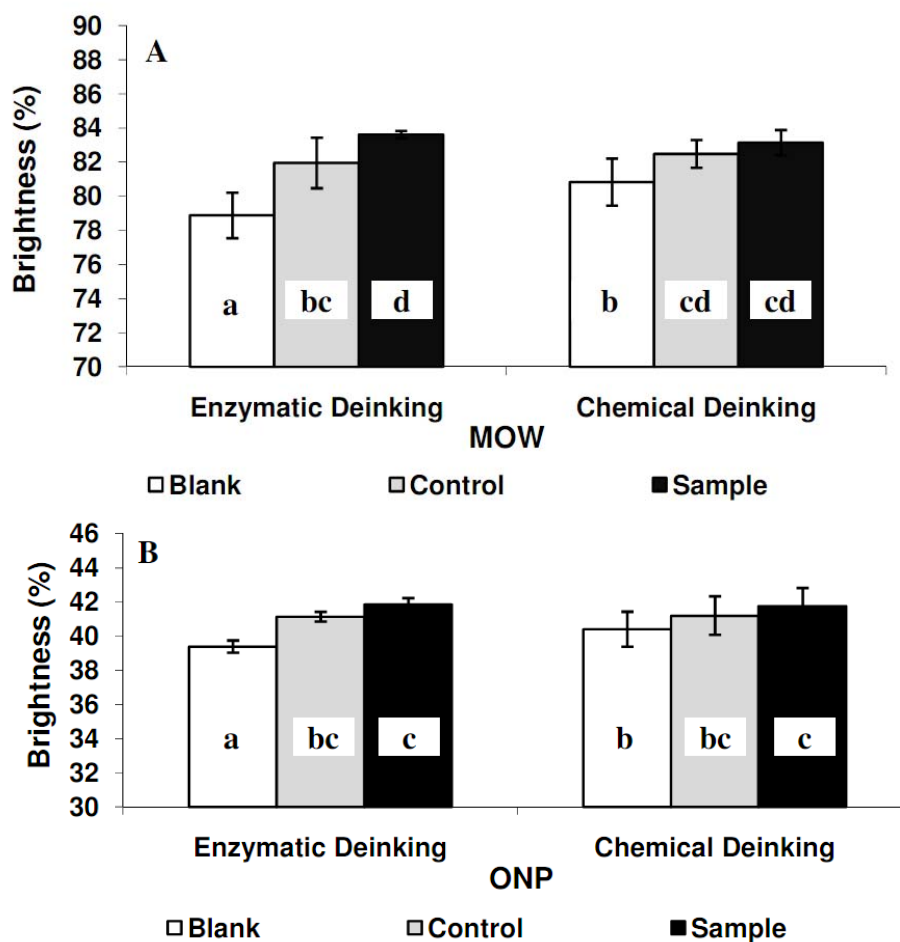 90
A
88
86
84
82
80
78
76
74
72
70
Brightness (%)
a bc d b cd cd
Enzymatic Deinking Chemical Deinking
MOW
Blank Control Sample
46
B
44
42
40
38
36
34
32
30
Brightness (%)
a bc c b bc c
Enzymatic Deinking Chemical Deinking
ONP
Blank Control Sample